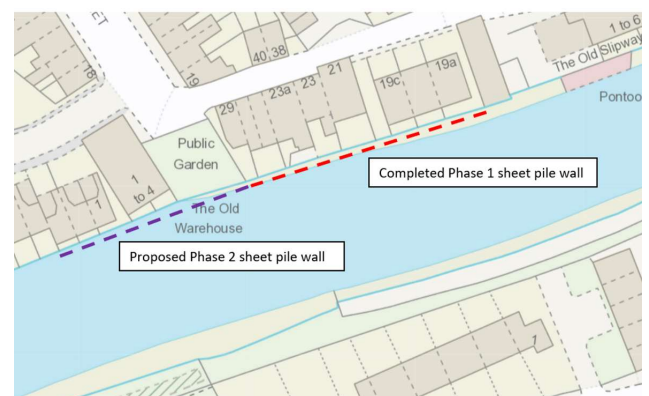 ET
18
19
40
38
29
23a
23
21
19c
19a
1 to 6
The Old Slipway
Pontoo
Public
Garden
1
to 4
1
The Old
Warehouse
Completed Phase 1 sheet pile wall
Proposed Phase 2 sheet pile wall
1